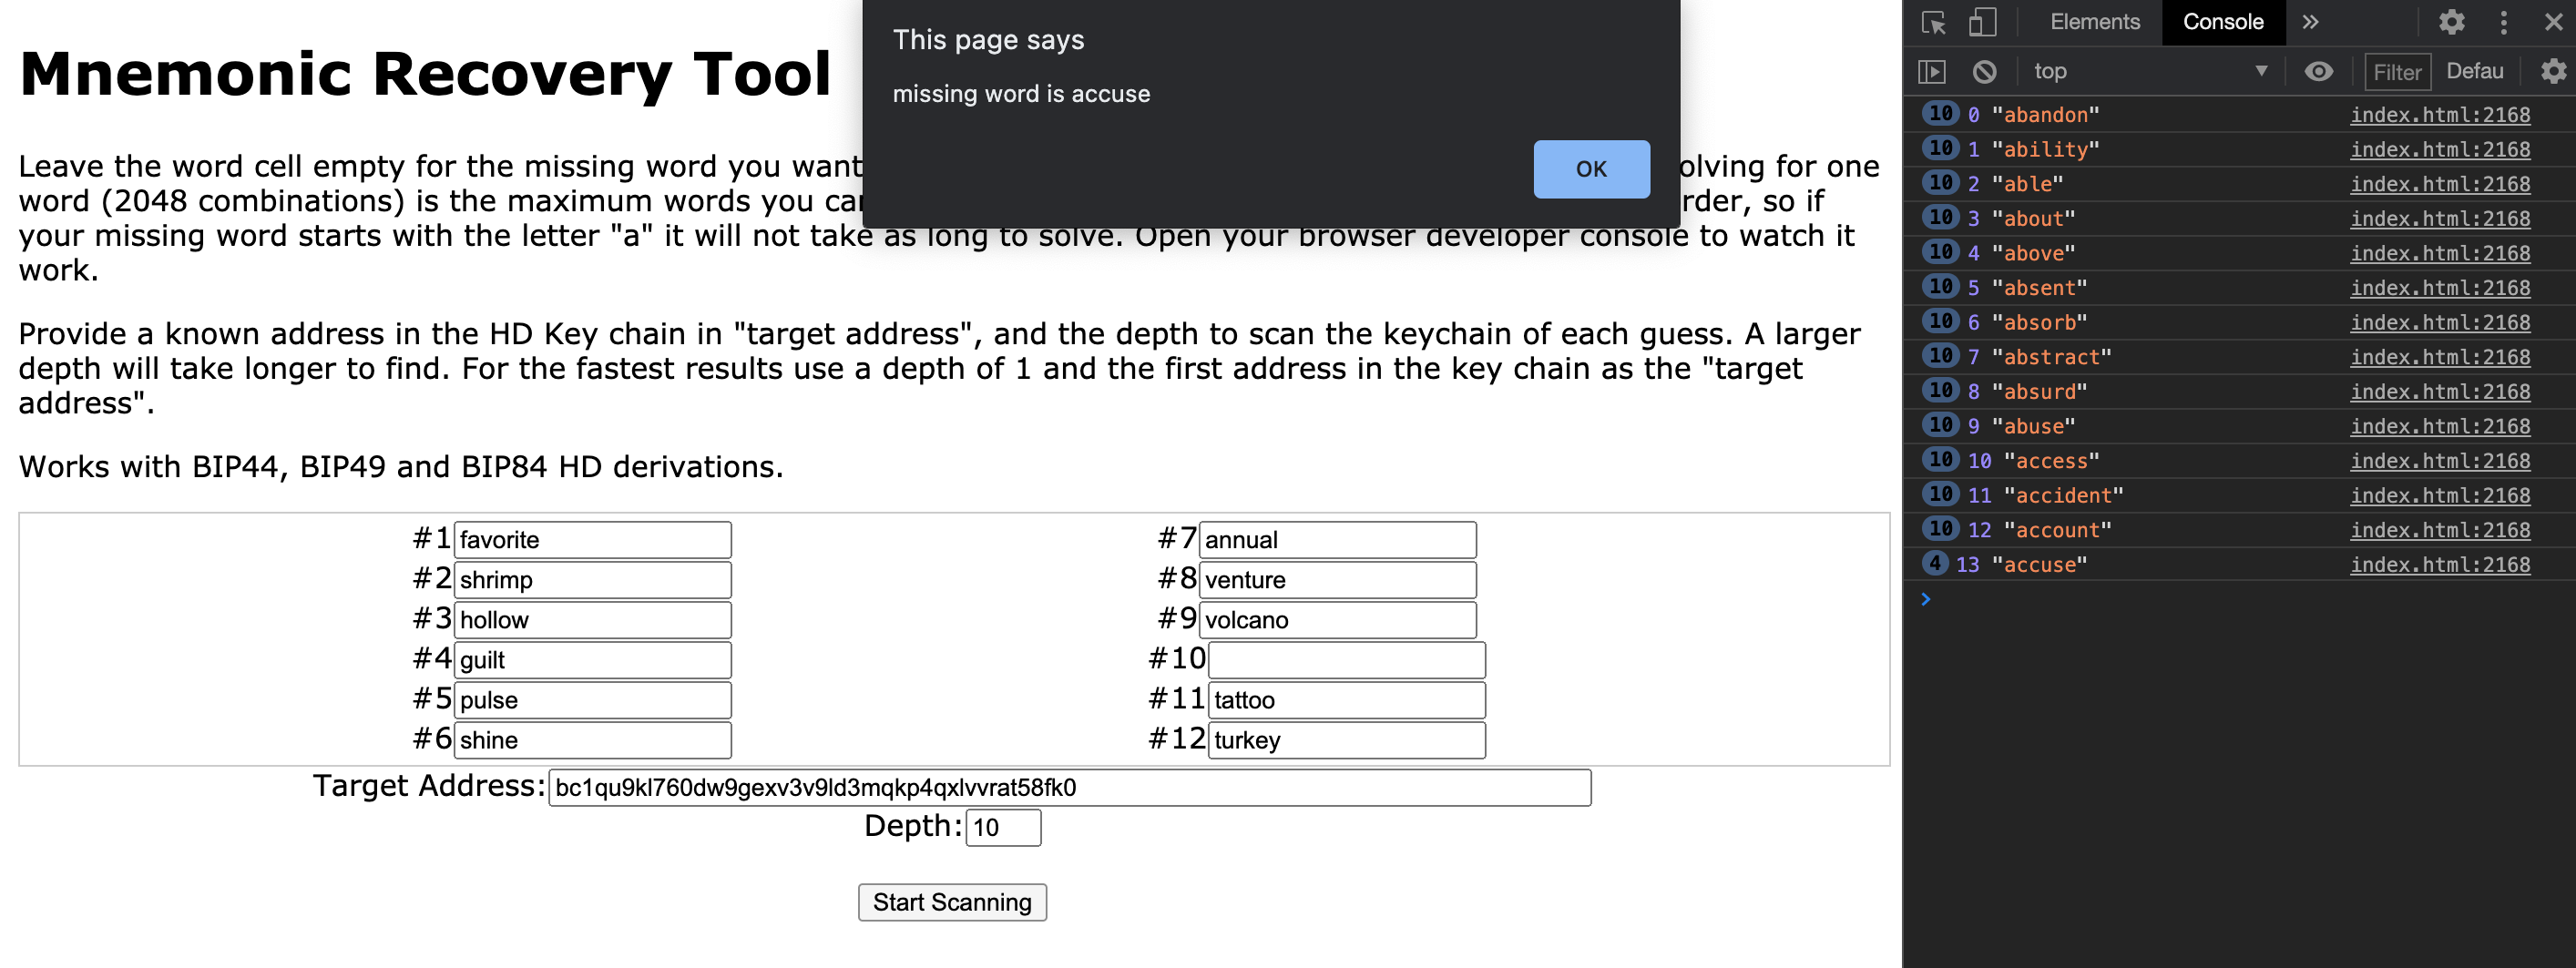 Mnemonic Recovery Tool
This page says
missing word is accuse
OK
Leave the word cell empty for the missing word you want olving for one
word (2048 combinations) is the maximum words you rder, so if
your missing word starts with the letter "a" it will not take as long to solve. Open your browser developer console to watch it
work.
Provide a known address in the HD Key chain in "target address", and the depth to scan the keychain of each guess. A larger
depth will take longer to find. For the fastest results use a depth of 1 and the first address in the key chain as the "target
address".
Works with BIP44, BIP49 and BIP84 HD derivations.
#1 favorite
#2 shrimp
#3 hollow
#4 guilt
#5 pulse
#6 shine
#7 annual
#8 venture
#9 volcano
#10
#11 tattoo
#12 turkey
Target Address: bc1qu9kl760dw9gexv3v9ld3mqkp4qxlvvrat58fk0
Depth: 10
Start Scanning
Elements Console »
top Filter Defau
10 0 "abandon" index.html:2168
10 1 "ability" index.html:2168
10 2 "able" index.html:2168
10 3 "about" index.html:2168
10 4 "above" index.html:2168
10 5 "absent" index.html:2168
10 6 "absorb" index.html:2168
10 7 "abstract" index.html:2168
10 8 "absurd" index.html:2168
10 9 "abuse" index.html:2168
10 10 "access" index.html:2168
10 11 "accident" index.html:2168
10 12 "account" index.html:2168
4 13 "accuse" index.html:2168